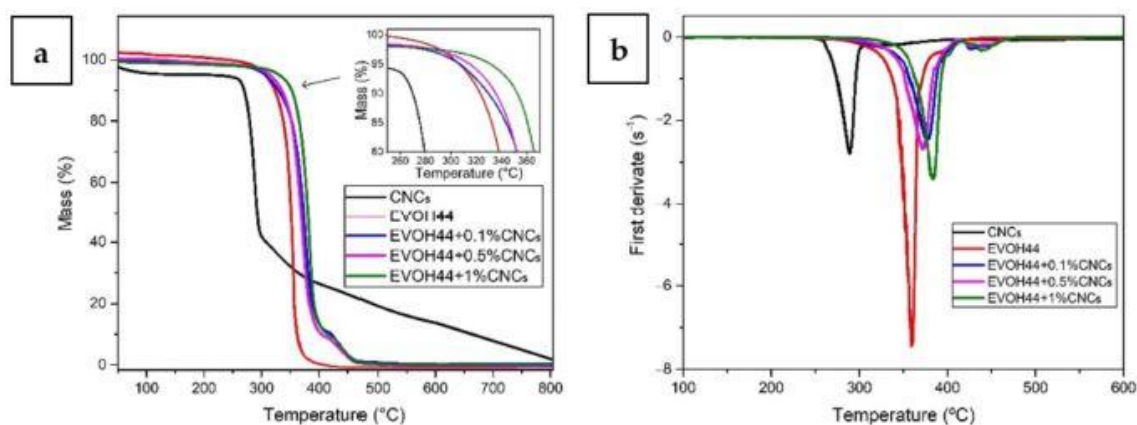 a
100
80
60
40
20
0
Mass (%)
100 200 300 400 500 600 700 800
Temperature (°C)
100
95
90
85
80
Mass (%)
260 280 300 320 340 360
Temperature (°C)
CNCs
EVOH44
EVOH44+0.1%CNCs
EVOH44+0.5%CNCs
EVOH44+1%CNCs
b
0
−2
−4
−6
−8
First derivate (s⁻¹)
100 200 300 400 500 600
Temperature (ºC)
CNCs
EVOH44
EVOH44+0.1%CNCs
EVOH44+0.5%CNCs
EVOH44+1%CNCs